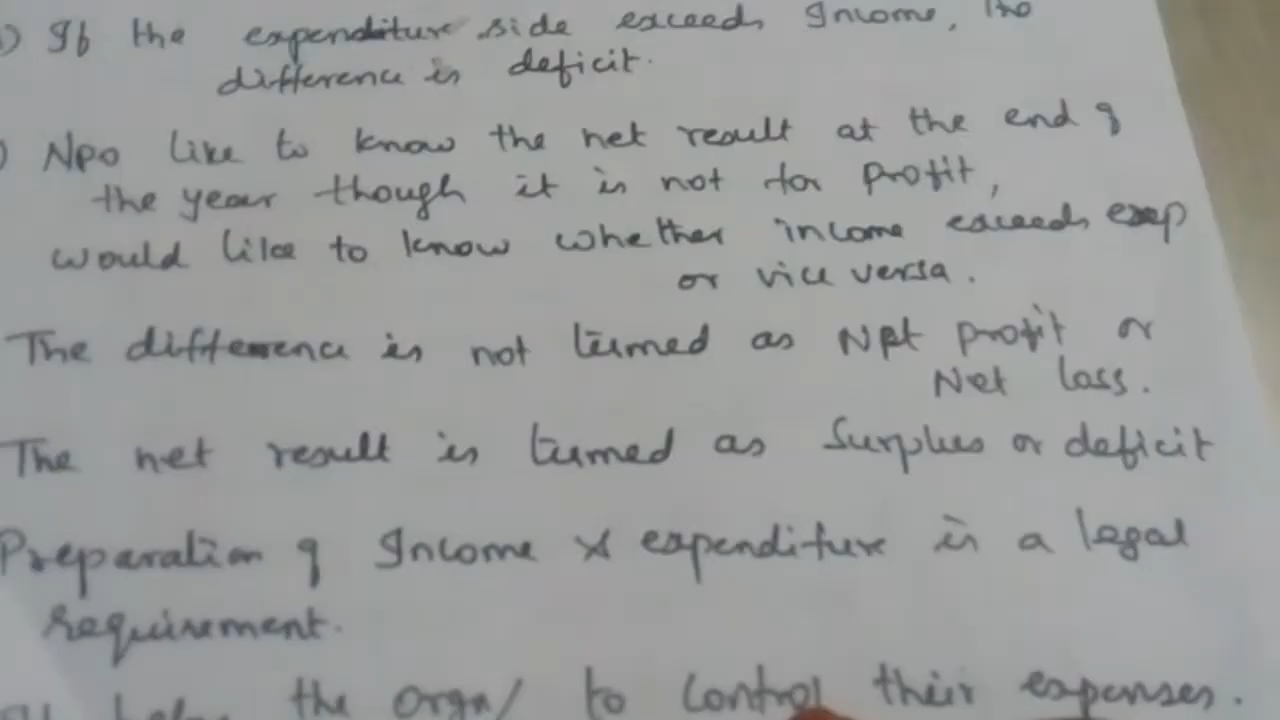 ) If the expenditure side exceeds Income, the
difference is deficit.
) NPO like to know the net result at the end of
the year though it is not for profit,
would like to know whether income exceeds exp
or vice versa.
The difference is not termed as Net profit or
Net loss.
The net result is termed as Surplus or deficit
Preparation of Income & expenditure is a legal
requirement.
the orgn/ to control their expenses.